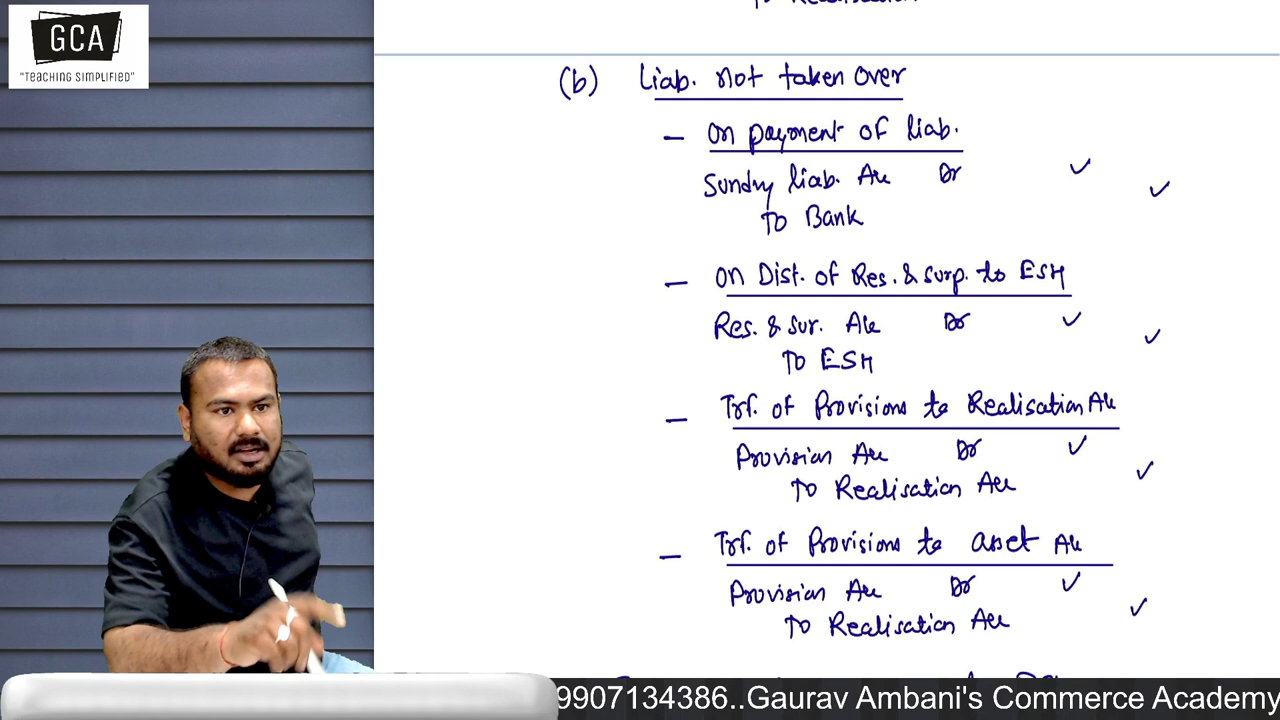 GCA
"TEACHING SIMPLIFIED"
To Realisation
(b) Liab. not taken over
- on payment of liab.
Sundry liab. A/c Dr ✓ ✓
To Bank
- on Dist. of Res. & Surp. to ESH
Res. & Sur. A/c Dr ✓ ✓
To ESH
- Trf. of Provisions to Realisation A/c
Provision A/c Dr ✓ ✓
To Realisation A/c
- Trf. of Provisions to asset A/c
Provision A/c Dr ✓ ✓
To Realisation A/c
9907134386..Gaurav Ambani's Commerce Academy